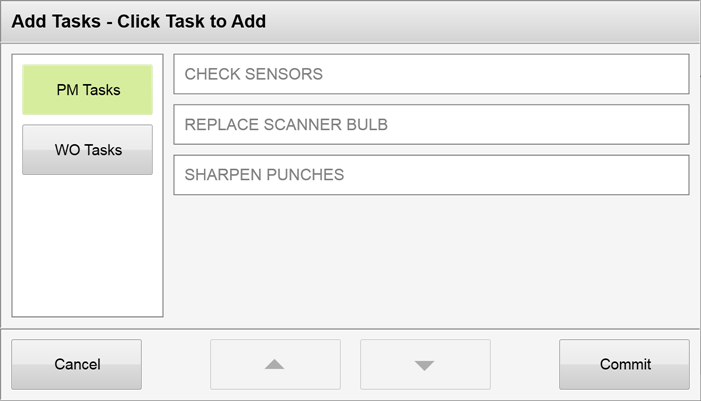 Add Tasks - Click Task to Add
PM Tasks
WO Tasks
CHECK SENSORS
REPLACE SCANNER BULB
SHARPEN PUNCHES
Cancel
Commit